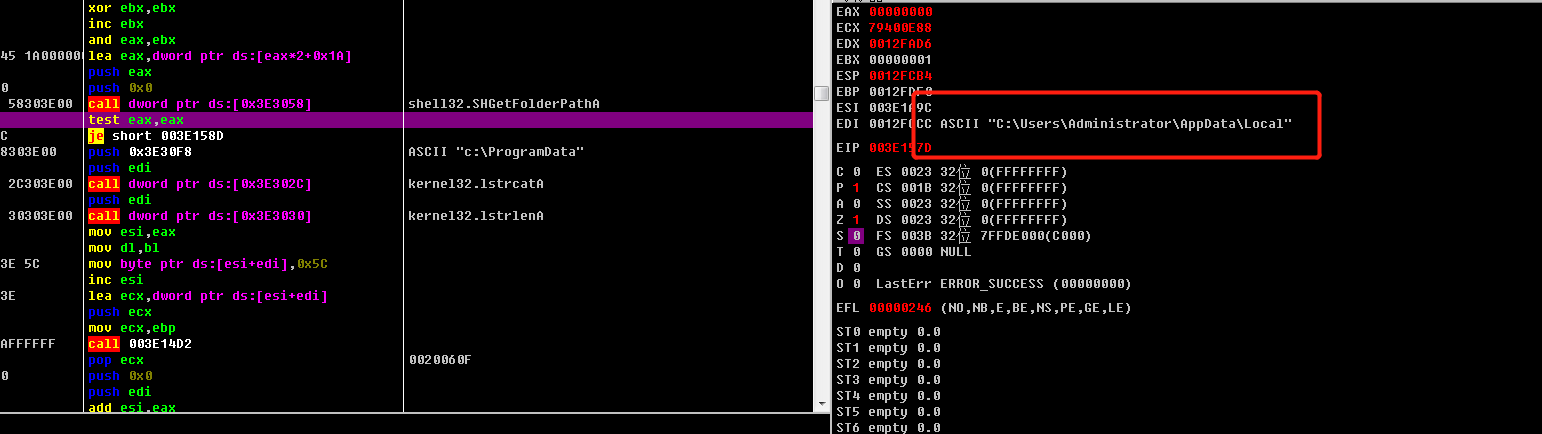 xor ebx,ebx
inc ebx
and eax,ebx
45 1A000000 lea eax,dword ptr ds:[eax*2+0x1A]
push eax
0 push 0x0
58303E00 call dword ptr ds:[0x3E3058] shell32.SHGetFolderPathA
test eax,eax
C je short 003E158D
8303E00 push 0x3E30F8 ASCII "c:\ProgramData"
push edi
2C303E00 call dword ptr ds:[0x3E302C] kernel32.lstrcatA
push edi
30303E00 call dword ptr ds:[0x3E3030] kernel32.lstrlenA
mov esi,eax
mov dl,bl
3E 5C mov byte ptr ds:[esi+edi],0x5C
inc esi
3E lea ecx,dword ptr ds:[esi+edi]
push ecx
mov ecx,ebp
AFFFFFF call 003E14D2
pop ecx 0020060F
0 push 0x0
push edi
add esi,eax
EAX 00000000
ECX 79400E88
EDX 0012FAD6
EBX 00000001
ESP 0012FCB4
EBP
ESI
EDI ASCII "C:\Users\Administrator\AppData\Local"
EIP 003E157D
C 0 ES 0023 32位 0(FFFFFFFF)
P 1 CS 001B 32位 0(FFFFFFFF)
A 0 SS 0023 32位 0(FFFFFFFF)
Z 1 DS 0023 32位 0(FFFFFFFF)
S 0 FS 003B 32位 7FFDE000(C000)
T 0 GS 0000 NULL
D 0
O 0 LastErr ERROR_SUCCESS (00000000)
EFL 00000246 (NO,NB,E,BE,NS,PE,GE,LE)
ST0 empty 0.0
ST1 empty 0.0
ST2 empty 0.0
ST3 empty 0.0
ST4 empty 0.0
ST5 empty 0.0
ST6 empty 0.0